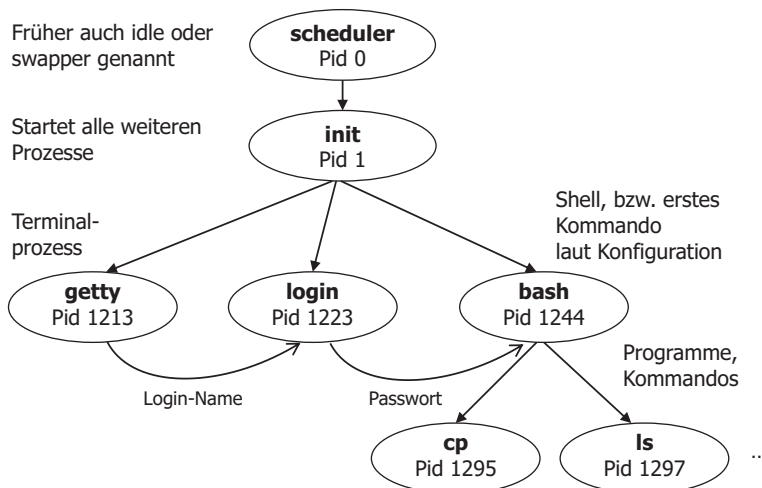 Früher auch idle oder
swapper genannt
scheduler
Pid 0
Startet alle weiteren
Prozesse
init
Pid 1
Terminal-
prozess
Shell, bzw. erstes
Kommando
laut Konfiguration
getty
Pid 1213
login
Pid 1223
bash
Pid 1244
Login-Name
Passwort
Programme,
Kommandos
cp
Pid 1295
ls
Pid 1297
..